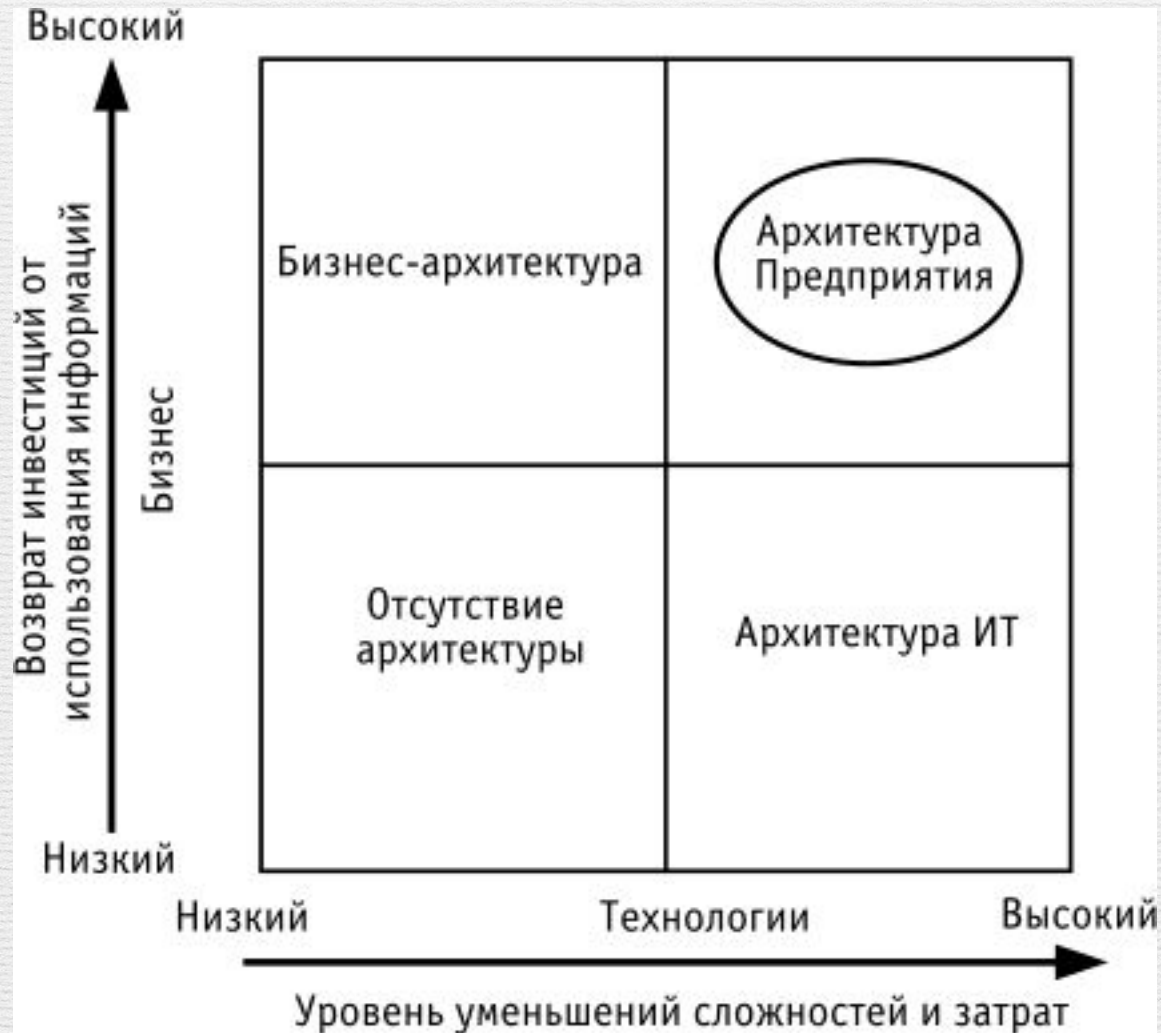 Высокий
Возврат инвестиций от
использования информаций
Бизнес
Бизнес-архитектура
Архитектура
Предприятия
Отсутствие
архитектуры
Архитектура ИТ
Низкий
Низкий
Технологии
Высокий
Уровень уменьшений сложностей и затрат